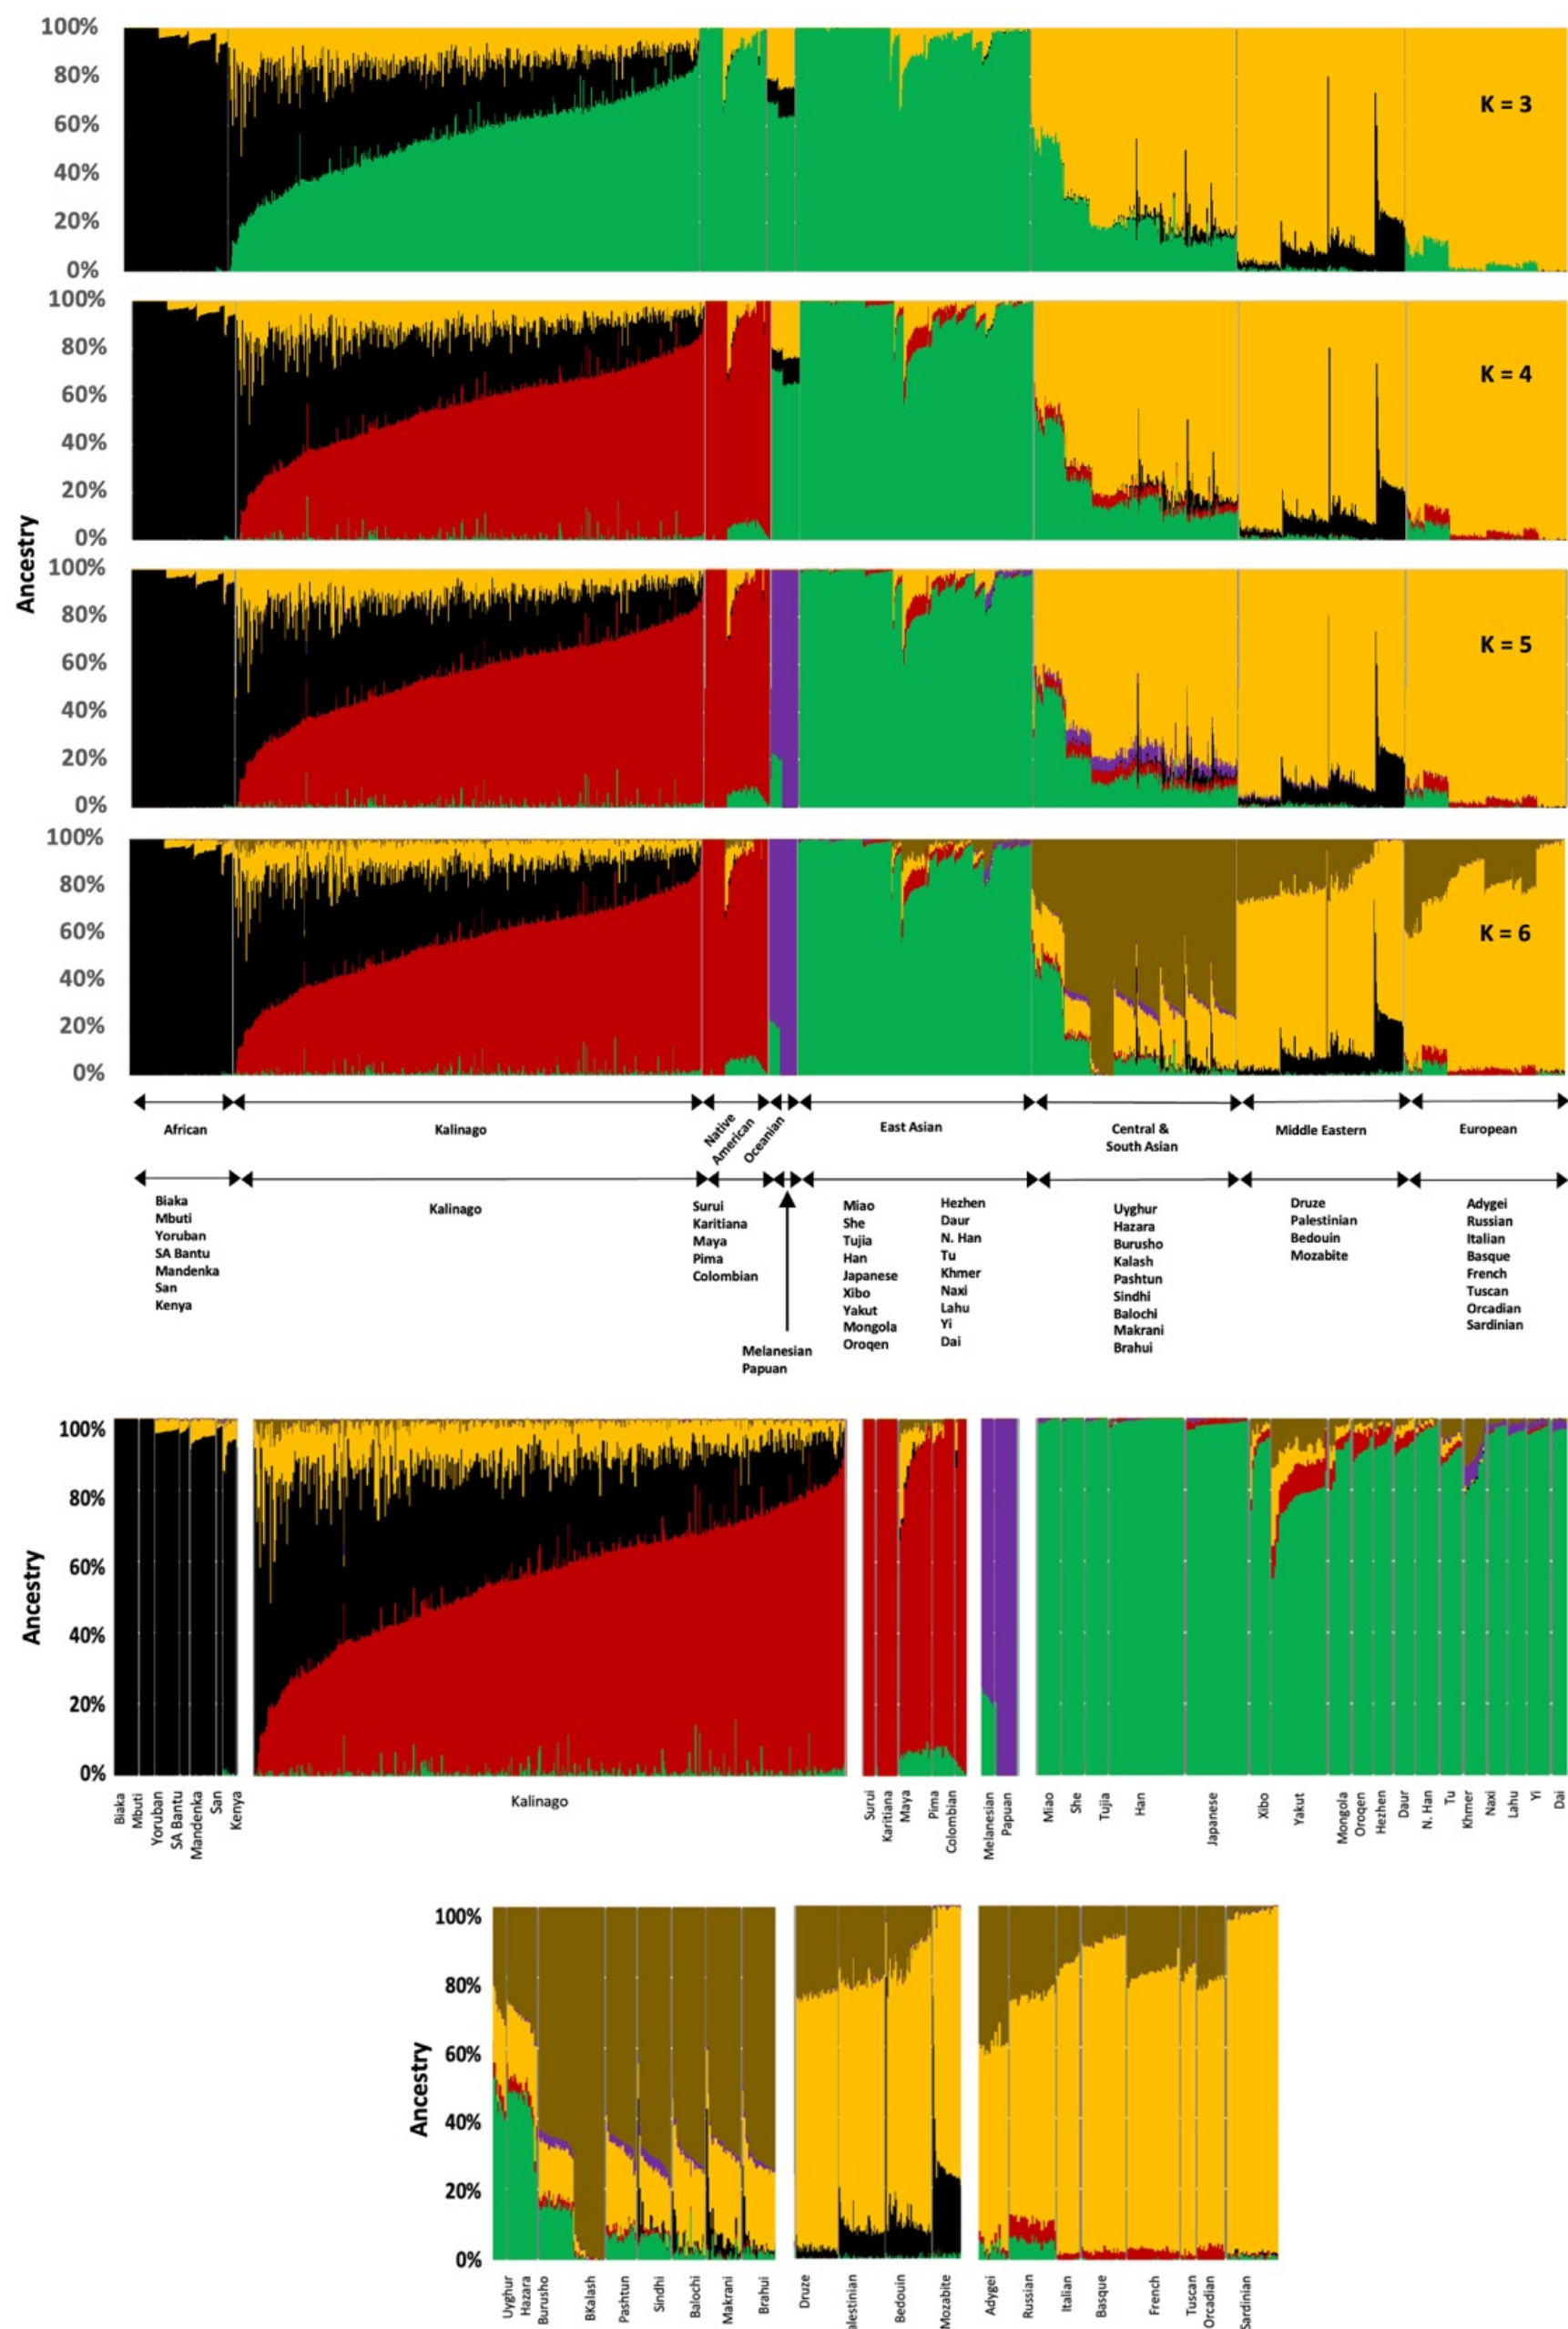 100%
80%
60%
40%
20%
0%
K = 3
100%
80%
60%
40%
20%
0%
K = 4
Ancestry
100%
80%
60%
40%
20%
0%
K = 5
100%
80%
60%
40%
20%
0%
K = 6
African
Kalinago
Native
American
Oceanian
East Asian
Central &
South Asian
Middle Eastern
European
Biaka
Mbuti
Yoruban
SA Bantu
Mandenka
San
Kenya
Kalinago
Surui
Karitiana
Maya
Pima
Colombian
Melanesian
Papuan
Miao
She
Tujia
Han
Japanese
Xibo
Yakut
Mongola
Oroqen
Hezhen
Daur
N. Han
Tu
Khmer
Naxi
Lahu
Yi
Dai
Uyghur
Hazara
Burusho
Kalash
Pashtun
Sindhi
Balochi
Makrani
Brahui
Druze
Palestinian
Bedouin
Mozabite
Adygei
Russian
Italian
Basque
French
Tuscan
Orcadian
Sardinian
Ancestry
100%
80%
60%
40%
20%
0%
Biaka
Mbuti
Yoruban
SA Bantu
Mandenka
San
Kenya
Kalinago
Surui
Karitiana
Maya
Pima
Colombian
Melanesian
Papuan
Miao
She
Tujia
Han
Japanese
Xibo
Yakut
Mongola
Oroqen
Hezhen
Daur
N. Han
Tu
Khmer
Naxi
Lahu
Yi
Dai
Ancestry
100%
80%
60%
40%
20%
0%
Uyghur
Hazara
Burusho
BKalash
Pashtun
Sindhi
Balochi
Makrani
Brahui
Druze
alestinian
Bedouin
Mozabite
Adygei
Russian
Italian
Basque
French
Tuscan
Orcadian
Sardinian